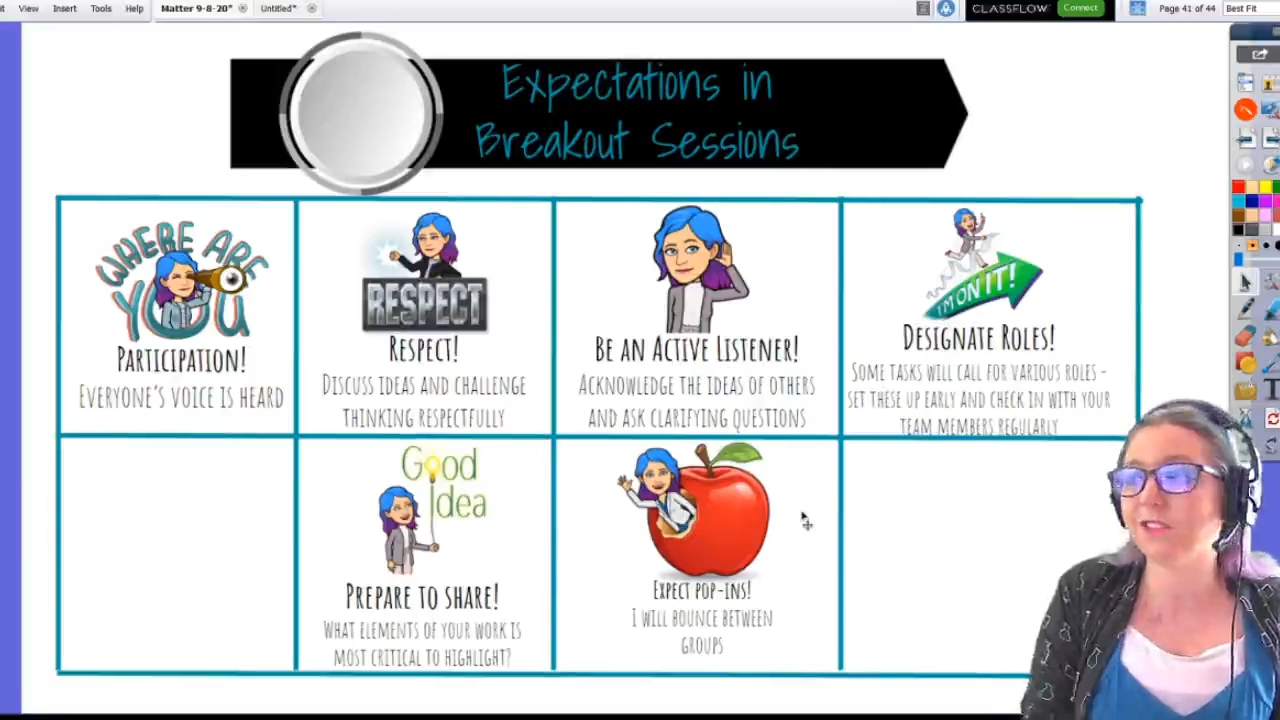 View Insert Tools Help Matter 9-8-20* Untitled* CLASSFLOW Connect Page 41 of 44 Best Fit
Expectations in
Breakout Sessions
WHERE ARE
YOU
PARTICIPATION!
EVERYONE'S VOICE IS HEARD
RESPECT
RESPECT!
DISCUSS IDEAS AND CHALLENGE
THINKING RESPECTFULLY
BE AN ACTIVE LISTENER!
ACKNOWLEDGE THE IDEAS OF OTHERS
AND ASK CLARIFYING QUESTIONS
I'M ON IT!
DESIGNATE ROLES!
SOME TASKS WILL CALL FOR VARIOUS ROLES -
SET THESE UP EARLY AND CHECK IN WITH YOUR
TEAM MEMBERS REGULARLY
Good
Idea
PREPARE TO SHARE!
WHAT ELEMENTS OF YOUR WORK IS
MOST CRITICAL TO HIGHLIGHT?
EXPECT POP-INS!
I WILL BOUNCE BETWEEN
GROUPS